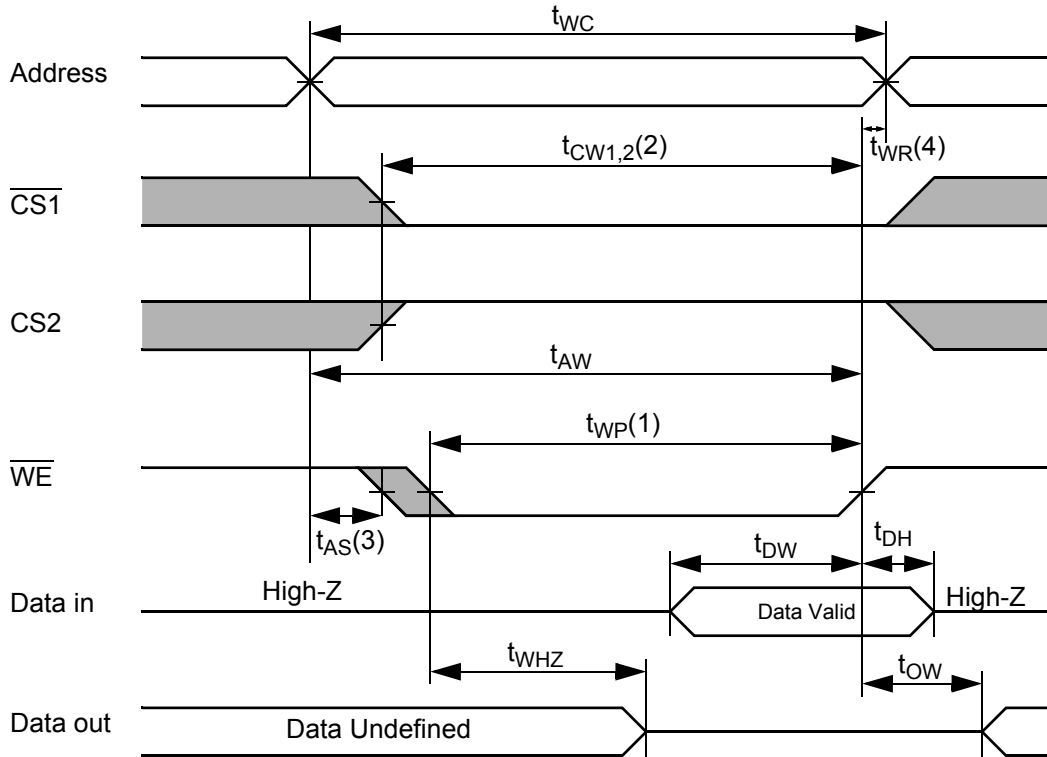 tWC
Address
tCW1,2(2)
tWR(4)
CS1
CS2
tAW
tWP(1)
WE
tAS(3)
tDW
tDH
Data in
High-Z
Data Valid
High-Z
tWHZ
tOW
Data out
Data Undefined